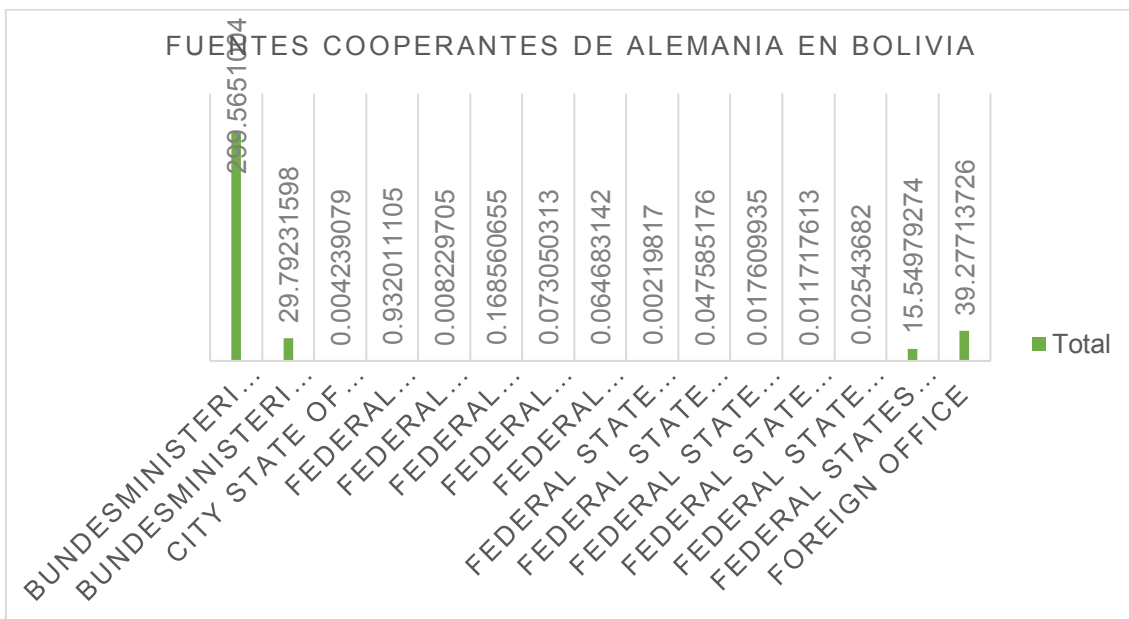 FUENTES COOPERANTES DE ALEMANIA EN BOLIVIA
299.5651004
29.79231598
0.004239079
0.932011105
0.008229705
0.168560655
0.073050313
0.064683142
0.00219817
0.047585176
0.017609935
0.011717613
0.02543682
15.54979274
39.27713726
Total
BUNDESMINISTERI...
BUNDESMINISTERI...
CITY STATE OF...
FEDERAL...
FEDERAL...
FEDERAL...
FEDERAL...
FEDERAL...
FEDERAL STATE...
FEDERAL STATE...
FEDERAL STATE...
FEDERAL STATE...
FEDERAL STATE...
FEDERAL STATES...
FOREIGN OFFICE